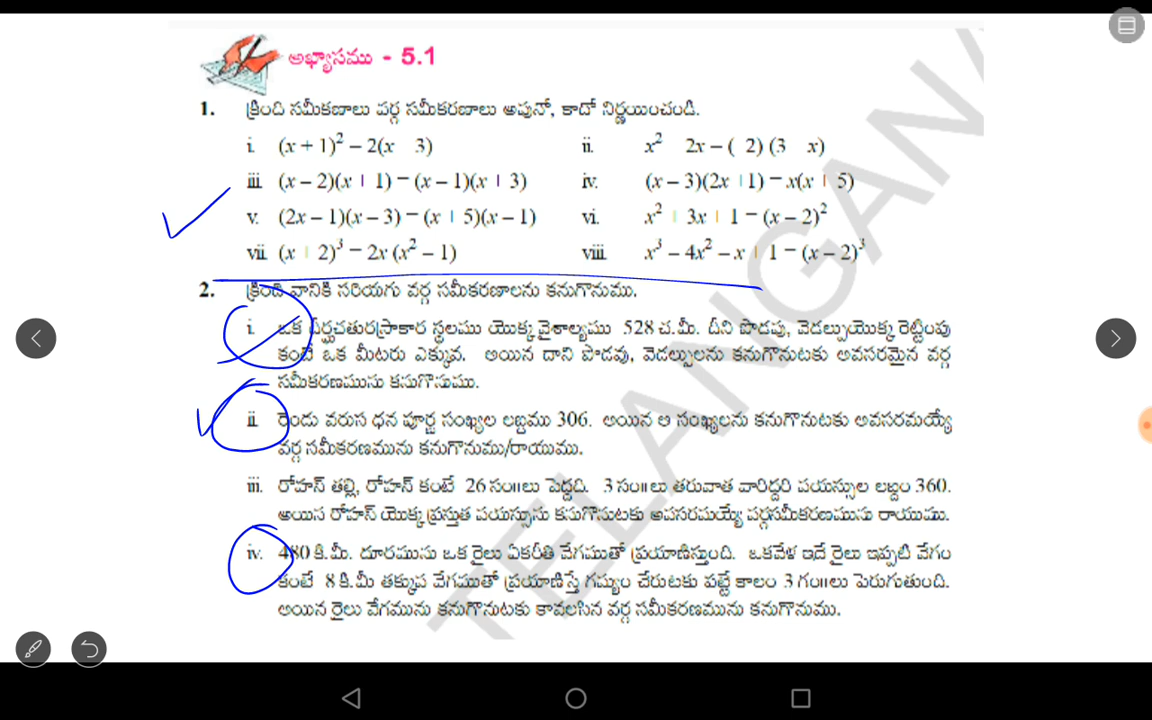 అభ్యాసము - 5.1
1. క్రింది సమీకణాలు వర్గ సమీకరణాలు అవునో, కాదో నిర్ణయించండి.
i. (x + 1)² – 2(x 3) ii. x² 2x – ( 2) (3 x)
iii. (x – 2)(x + 1) – (x – 1)(x + 3) iv. (x – 3)(2x +1) – x(x + 5)
v. (2x – 1)(x – 3) – (x + 5)(x – 1) vi. x² + 3x + 1 – (x – 2)²
vii. (x + 2)³ – 2x (x² – 1) viii. x³ – 4x² – x + 1 – (x – 2)³
2. క్రింది వానికి సరియగు వర్గ సమీకరణాలను కనుగొనుము.
i. ఒక దీర్ఘచతురస్రాకార స్థలము యొక్క వైశాల్యము 528 చ.మీ. దీని పొడవు, వెడల్పుయొక్క రెట్టింపు
కంటే ఒక మీటరు ఎక్కువ. అయిన దాని పొడవు, వెడల్పులను కనుగొనుటకు అవసరమైన వర్గ
సమీకరణమును కనుగొనుము.
ii. రెండు వరుస ధన పూర్ణ సంఖ్యల లబ్దము 306. అయిన ఆ సంఖ్యలను కనుగొనుటకు అవసరమయ్యే
వర్గ సమీకరణమును కనుగొనుము/రాయుము.
iii. రోహన్ తల్లి, రోహన్ కంటే 26 సం॥లు పెద్దది. 3 సం॥లు తరువాత వారిద్దరి వయస్సుల లబ్దం 360.
అయిన రోహన్ యొక్క ప్రస్తుత వయస్సును కనుగొనుటకు అవసరమయ్యే వర్గసమీకరణమును రాయుము.
iv. 480 కి.మీ. దూరమును ఒక రైలు ఏకరీతి వేగముతో ప్రయాణిస్తుంది. ఒకవేళ ఇదే రైలు ఇప్పటి వేగం
కంటే 8 కి.మీ తక్కువ వేగముతో ప్రయాణిస్తే గమ్యం చేరుటకు పట్టే కాలం 3 గం॥లు పెరుగుతుంది.
అయిన రైలు వేగమును కనుగొనుటకు కావలసిన వర్గ సమీకరణమును కనుగొనుము.
TELANGANA